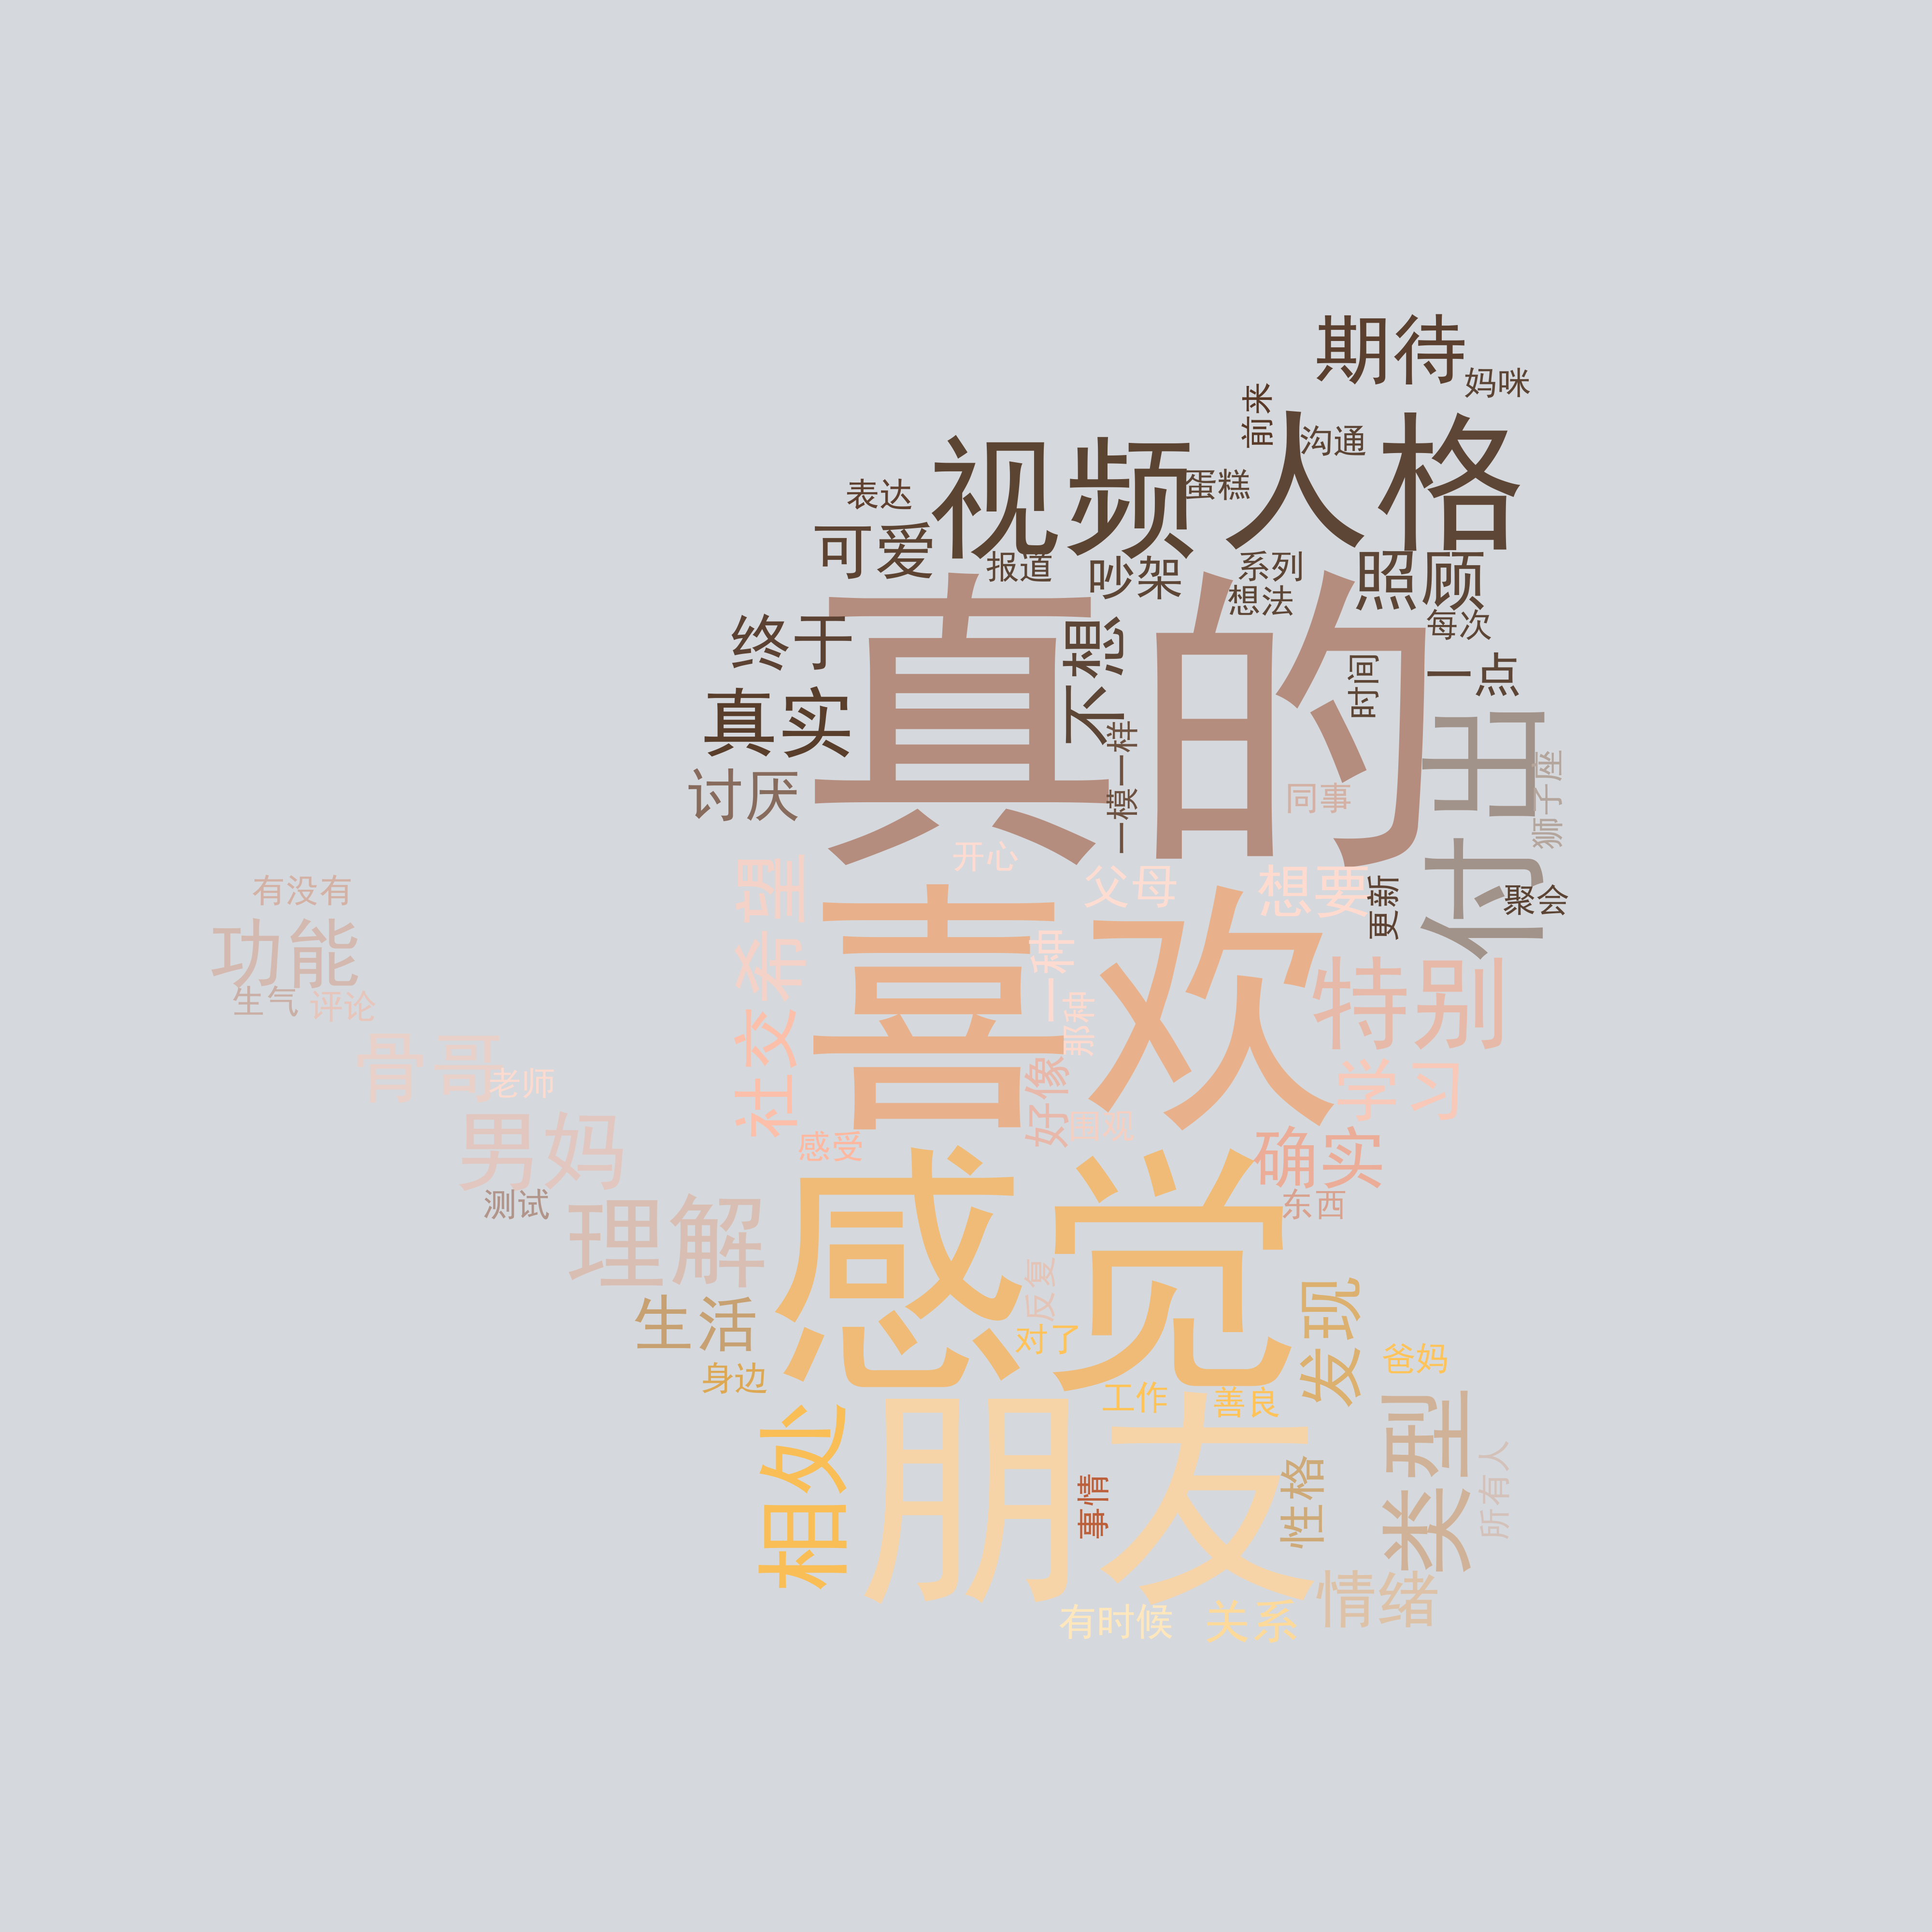 期待
妈咪
前来
沟通
人格
视频
蛋糕
表达
可爱
报道
吵架
系列
想法
照顾
每次
终于
真的
不想
时间
一点
真实
讨厌
一模一样
同事
付出
狮子座
开心
父母
想要
更新
聚会
有没有
功能
生气
评论
希望
喜欢
一种
那种
特别
骨哥
老师
社交
好像
围观
学习
男妈
感受
确实
东西
测试
理解
感觉
反复
对了
发现
生活
身边
爸妈
工作
善良
相处
朋友
事情
性格
类型
所有人
情绪
有时候
关系